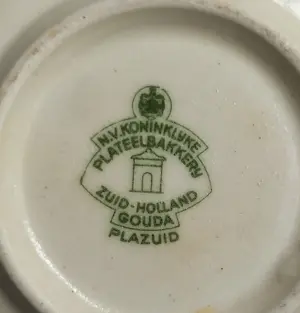 N.V. KONINKLIJKE
PLATEELBAKKERIJ
ZUID-HOLLAND
GOUDA
PLAZUID